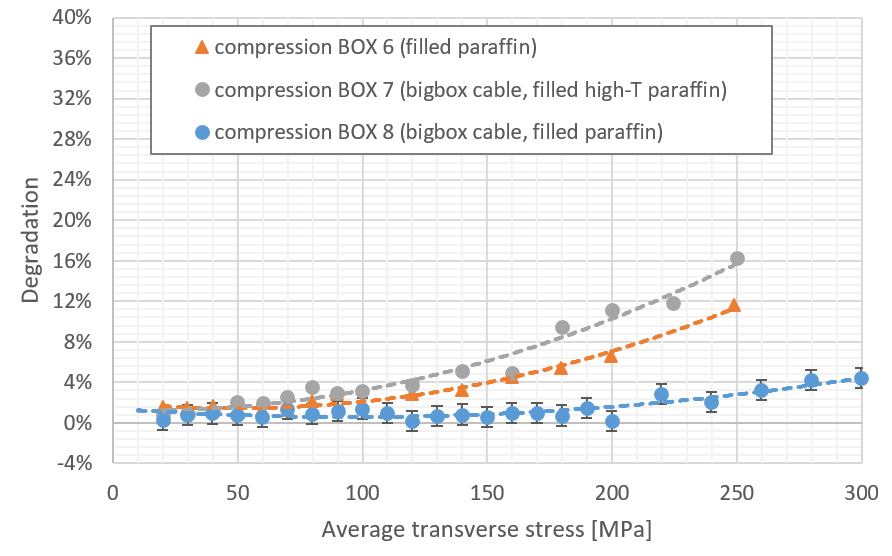 40%
36%
32%
28%
24%
20%
16%
12%
8%
4%
0%
-4%
Degradation
compression BOX 6 (filled paraffin)
compression BOX 7 (bigbox cable, filled high-T paraffin)
compression BOX 8 (bigbox cable, filled paraffin)
0 50 100 150 200 250 300
Average transverse stress [MPa]